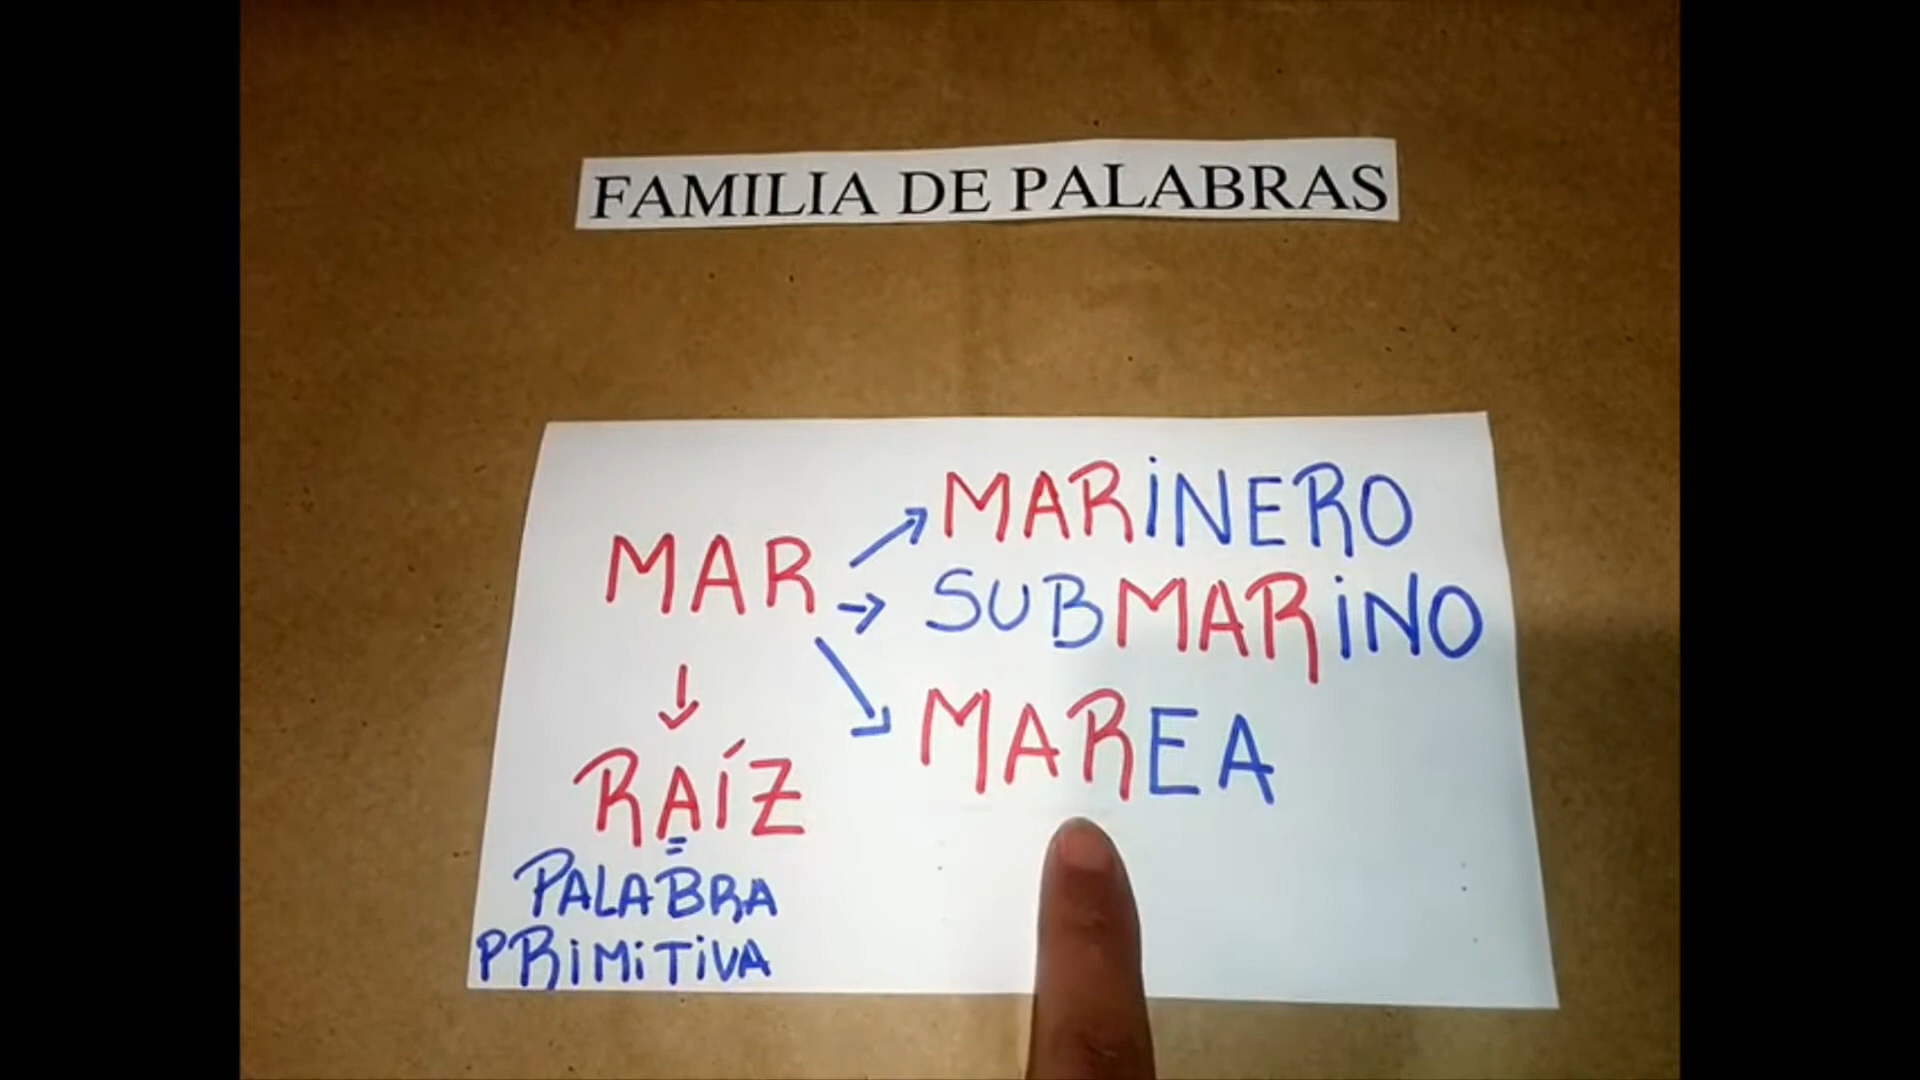 FAMILIA DE PALABRAS
MAR
MARINERO
SUBMARINO
MAREA
RAÍZ
=
PALABRA
PRIMITIVA